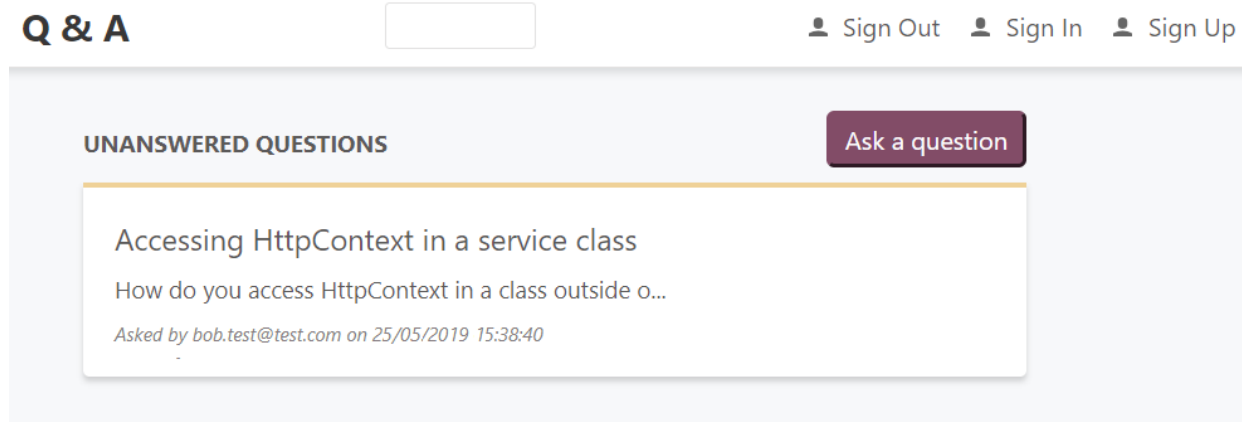 Q & A Sign Out Sign In Sign Up
UNANSWERED QUESTIONS Ask a question
Accessing HttpContext in a service class
How do you access HttpContext in a class outside o...
Asked by bob.test@test.com on 25/05/2019 15:38:40